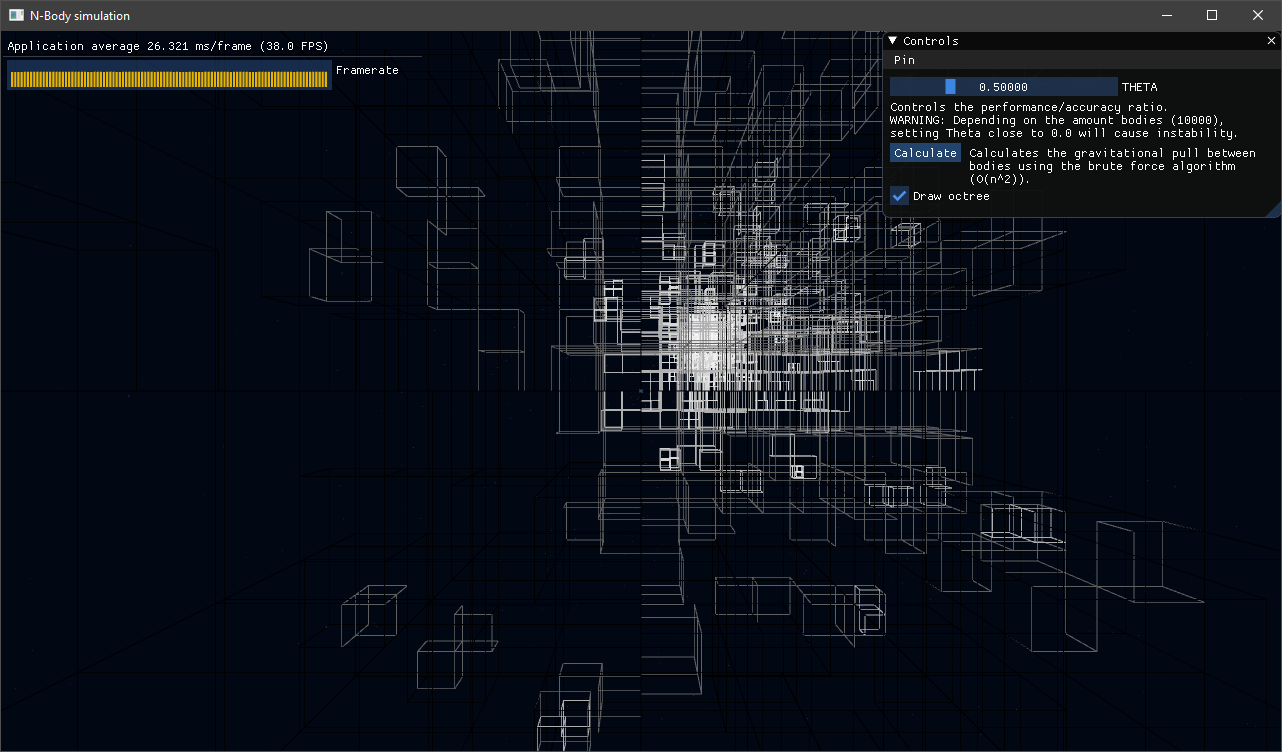 N-Body simulation
Application average 26.321 ms/frame (38.0 FPS)
Framerate
Controls
Pin
0.50000 THETA
Controls the performance/accuracy ratio.
WARNING: Depending on the amount bodies (10000),
setting Theta close to 0.0 will cause instability.
Calculate
Calculates the gravitational pull between
bodies using the brute force algorithm
(O(n^2)).
Draw octree